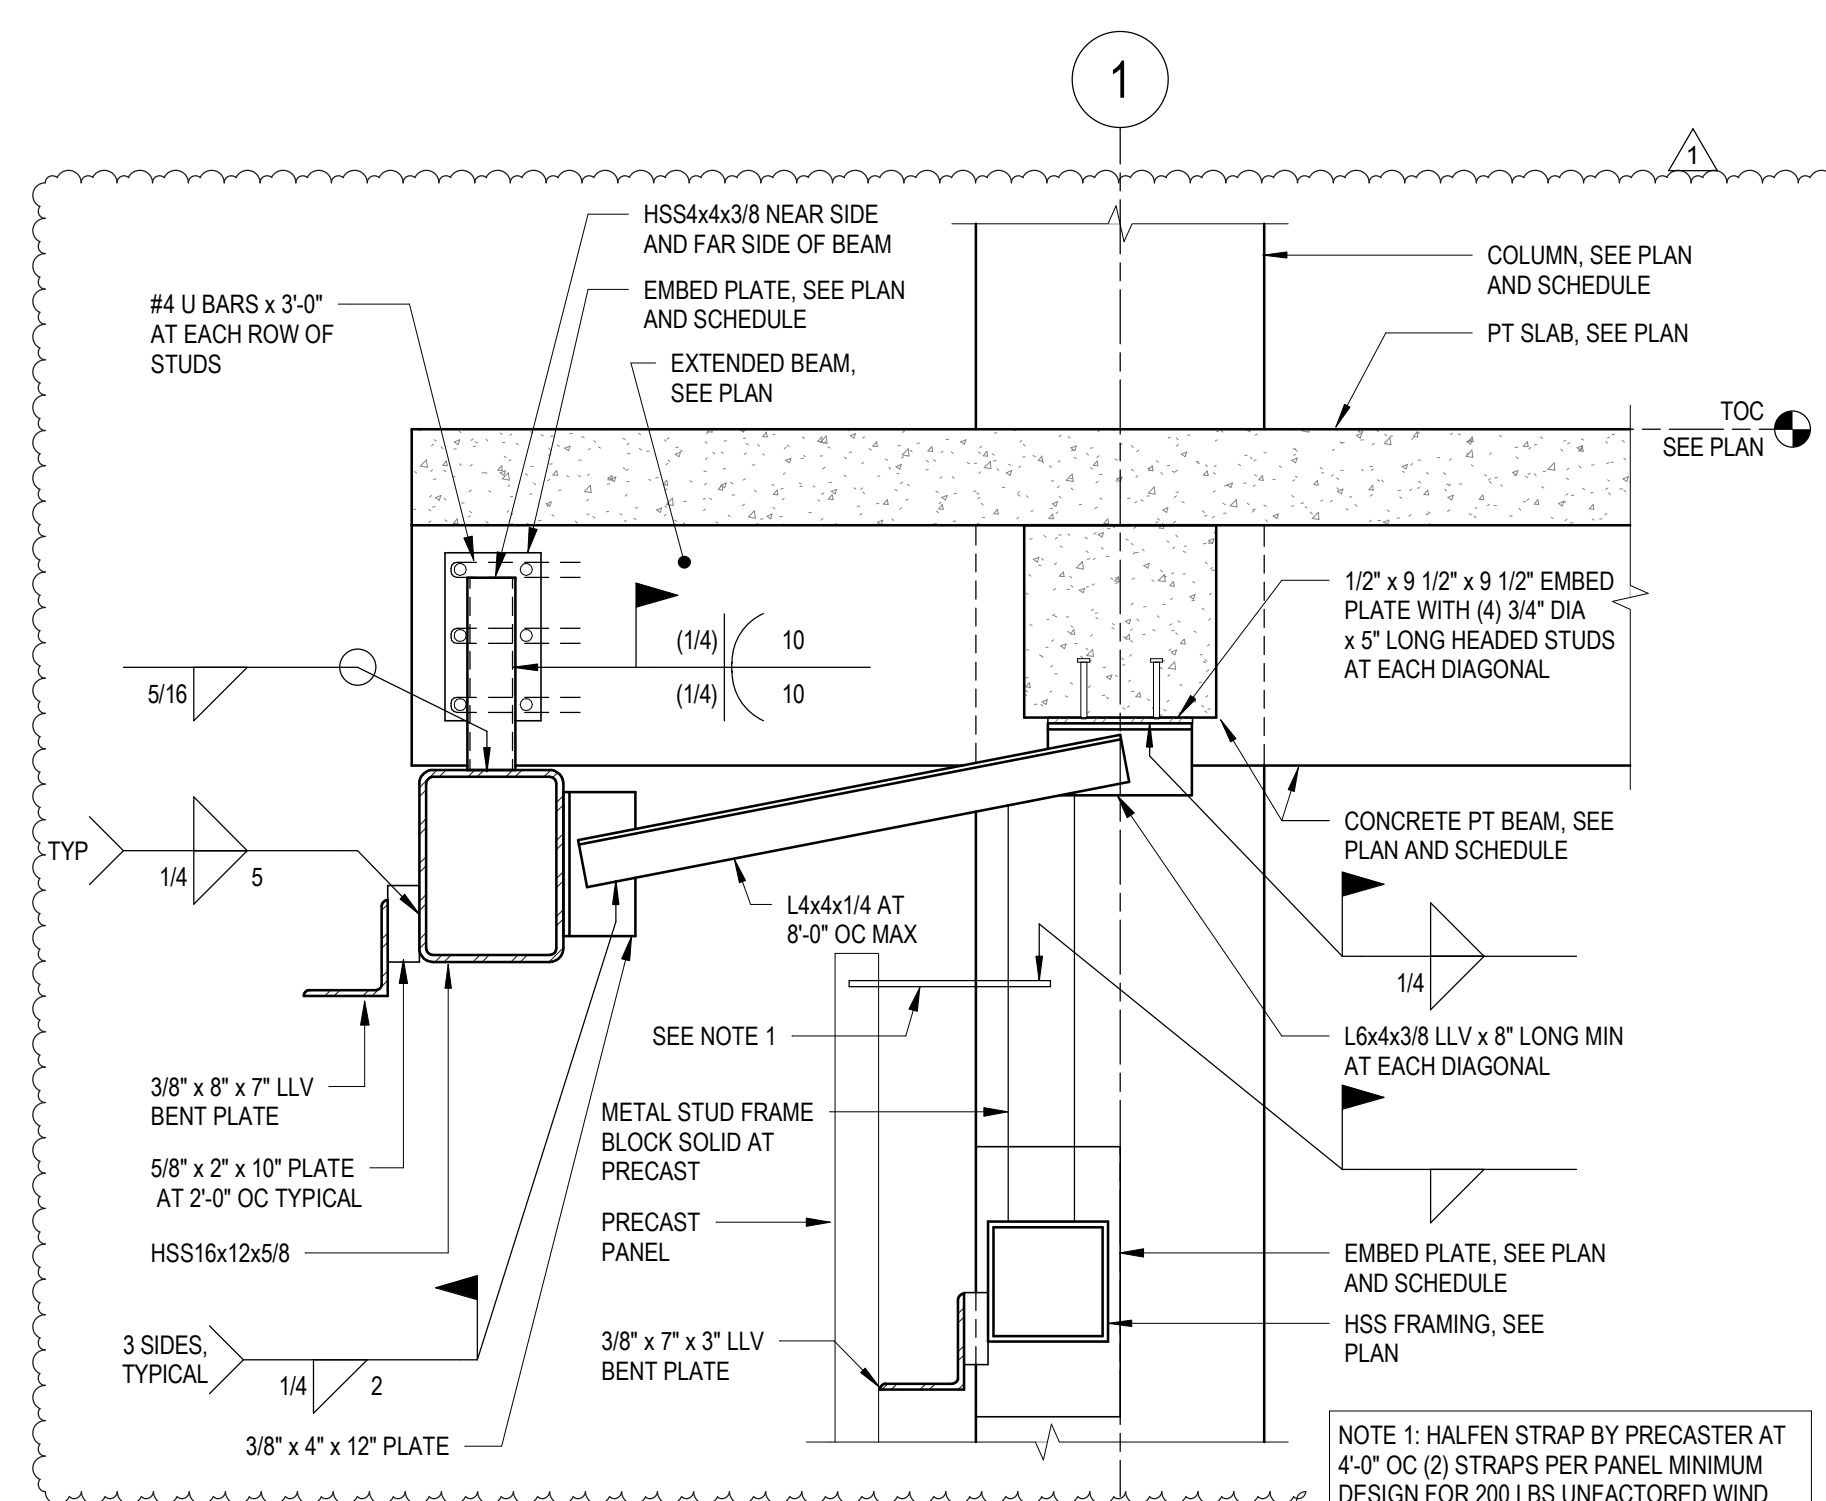 1
1
HSS4x4x3/8 NEAR SIDE
AND FAR SIDE OF BEAM
#4 U BARS x 3'-0"
AT EACH ROW OF
STUDS
EMBED PLATE, SEE PLAN
AND SCHEDULE
EXTENDED BEAM,
SEE PLAN
COLUMN, SEE PLAN
AND SCHEDULE
PT SLAB, SEE PLAN
TOC
SEE PLAN
1/2" x 9 1/2" x 9 1/2" EMBED
PLATE WITH (4) 3/4" DIA
x 5" LONG HEADED STUDS
AT EACH DIAGONAL
(1/4) 10
(1/4) 10
5/16
TYP
1/4 5
CONCRETE PT BEAM, SEE
PLAN AND SCHEDULE
L4x4x1/4 AT
8'-0" OC MAX
1/4
SEE NOTE 1
L6x4x3/8 LLV x 8" LONG MIN
AT EACH DIAGONAL
3/8" x 8" x 7" LLV
BENT PLATE
METAL STUD FRAME
BLOCK SOLID AT
PRECAST
5/8" x 2" x 10" PLATE
AT 2'-0" OC TYPICAL
PRECAST
PANEL
HSS16x12x5/8
EMBED PLATE, SEE PLAN
AND SCHEDULE
HSS FRAMING, SEE
PLAN
3 SIDES,
TYPICAL
1/4 2
3/8" x 7" x 3" LLV
BENT PLATE
3/8" x 4" x 12" PLATE
NOTE 1: HALFEN STRAP BY PRECASTER AT
4'-0" OC (2) STRAPS PER PANEL MINIMUM
DESIGN FOR 200 LBS UNFACTORED WIND